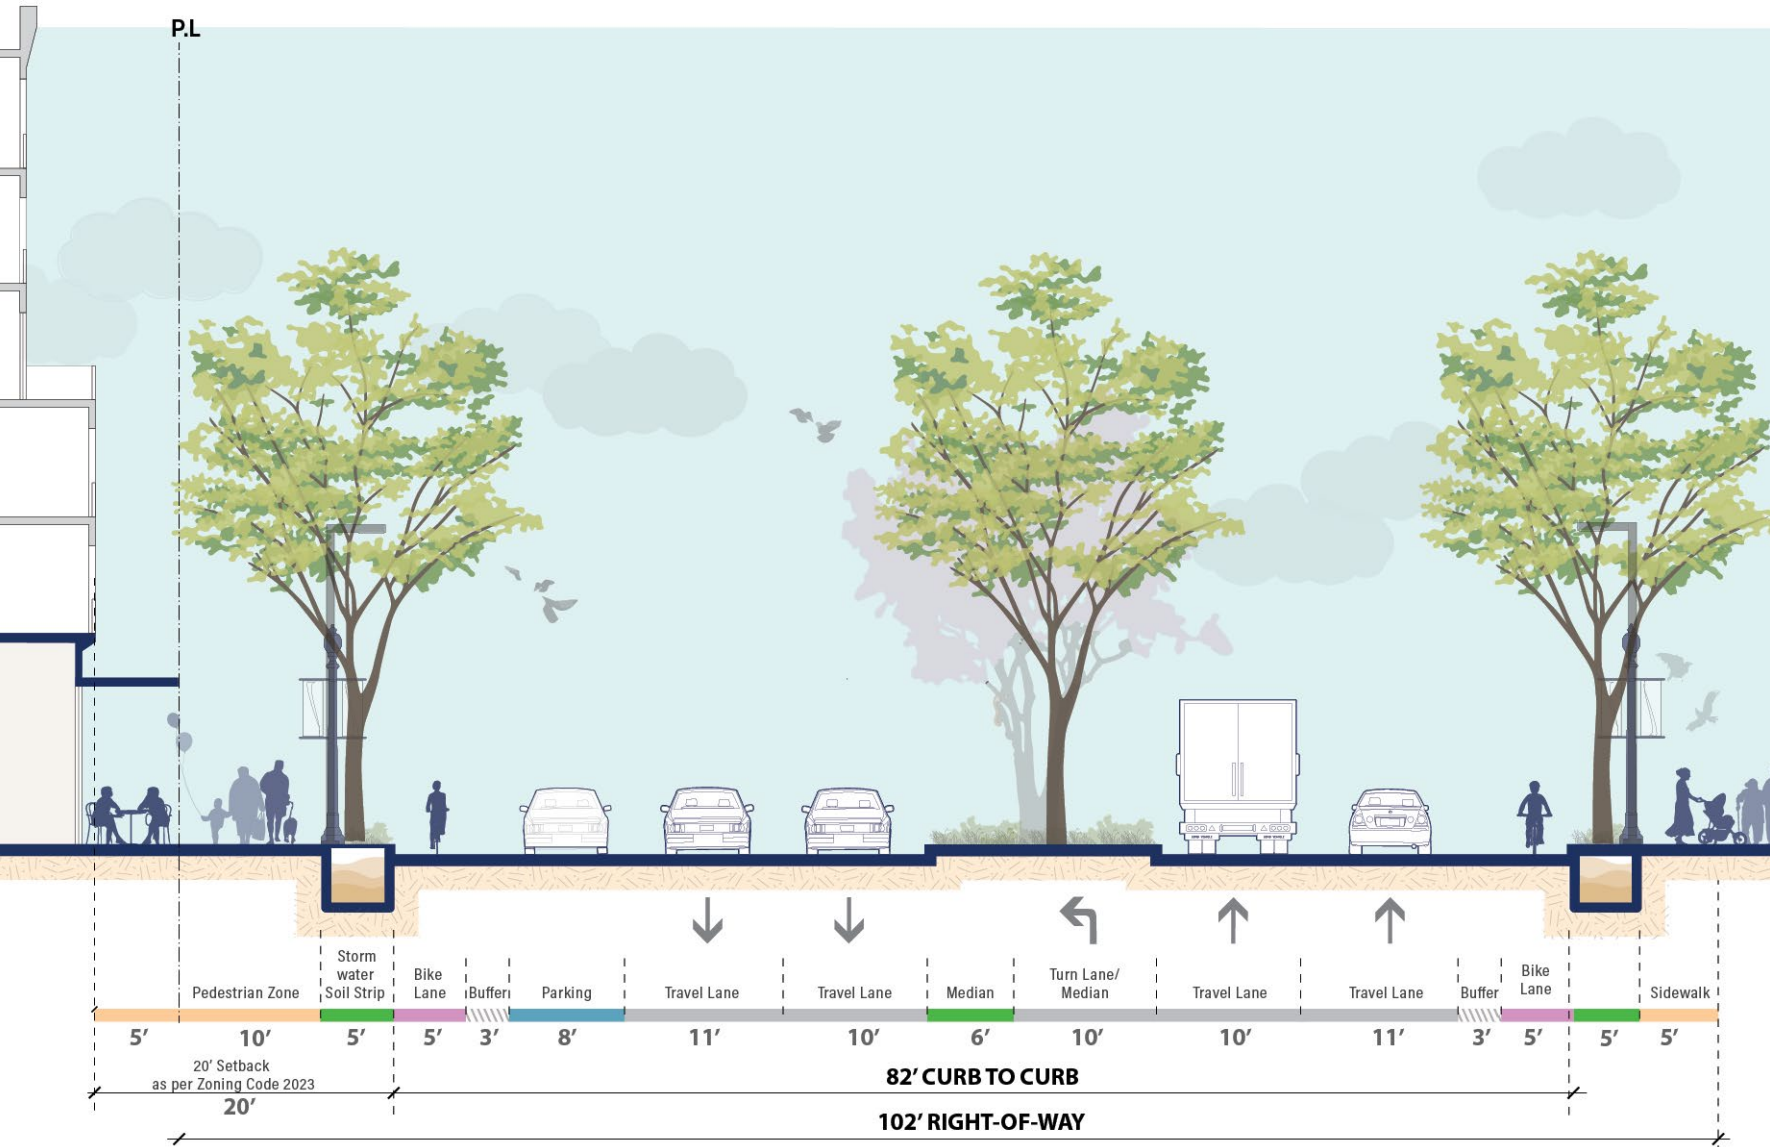 P.L
Storm
water
Soil Strip
Pedestrian Zone
Bike
Lane
Buffer
Parking
Travel Lane
Travel Lane
Median
Turn Lane/
Median
Travel Lane
Travel Lane
Buffer
Bike
Lane
Sidewalk
5’ 10’ 5’ 5’ 3’ 8’ 11’ 10’ 6’ 10’ 10’ 11’ 3’ 5’ 5’ 5’
20’ Setback
as per Zoning Code 2023
20’
82’ CURB TO CURB
102’ RIGHT-OF-WAY